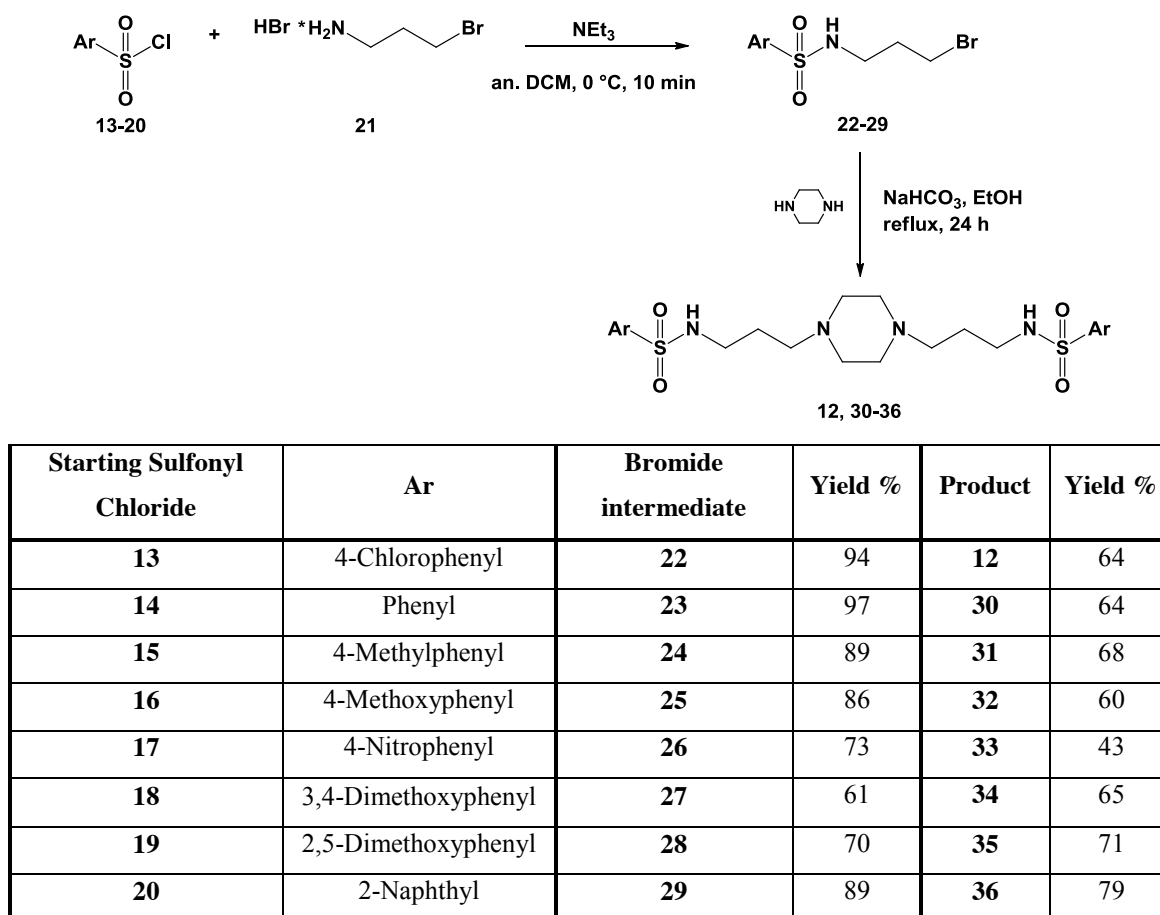 Ar S O O Cl + HBr *H₂N Br NEt₃ Ar S O O H N Br
an. DCM, 0 °C, 10 min
13-20 21 22-29
HN NH NaHCO₃, EtOH
reflux, 24 h
Ar S O O H N N N H N S O O Ar
12, 30-36
Starting Sulfonyl Chloride | Ar | Bromide intermediate | Yield % | Product | Yield %
13 | 4-Chlorophenyl | 22 | 94 | 12 | 64
14 | Phenyl | 23 | 97 | 30 | 64
15 | 4-Methylphenyl | 24 | 89 | 31 | 68
16 | 4-Methoxyphenyl | 25 | 86 | 32 | 60
17 | 4-Nitrophenyl | 26 | 73 | 33 | 43
18 | 3,4-Dimethoxyphenyl | 27 | 61 | 34 | 65
19 | 2,5-Dimethoxyphenyl | 28 | 70 | 35 | 71
20 | 2-Naphthyl | 29 | 89 | 36 | 79